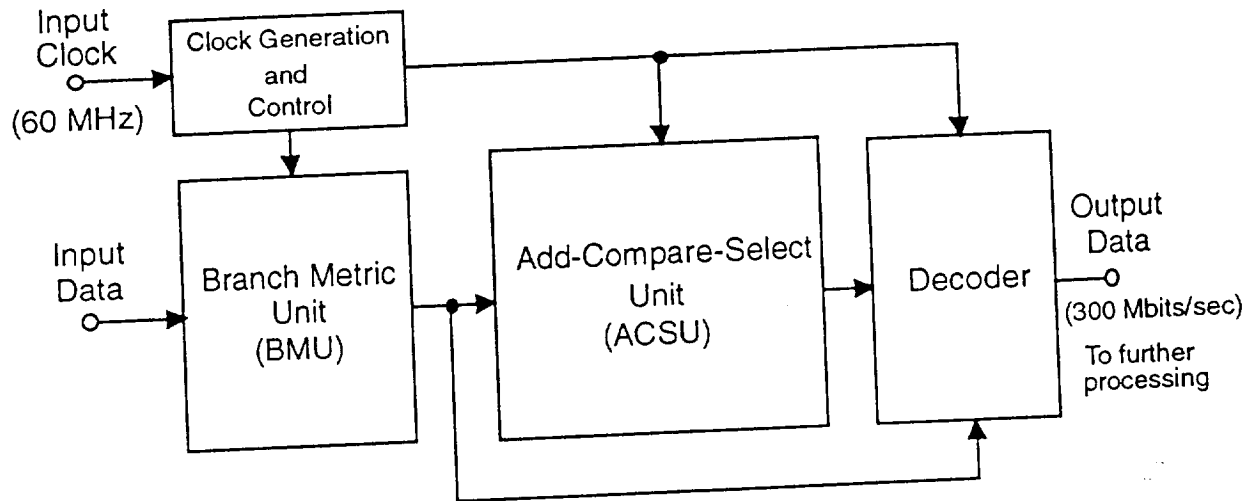 Input
Clock
(60 MHz)
Clock Generation
and
Control
Input
Data
Branch Metric
Unit
(BMU)
Add-Compare-Select
Unit
(ACSU)
Decoder
Output
Data
(300 Mbits/sec)
To further
processing